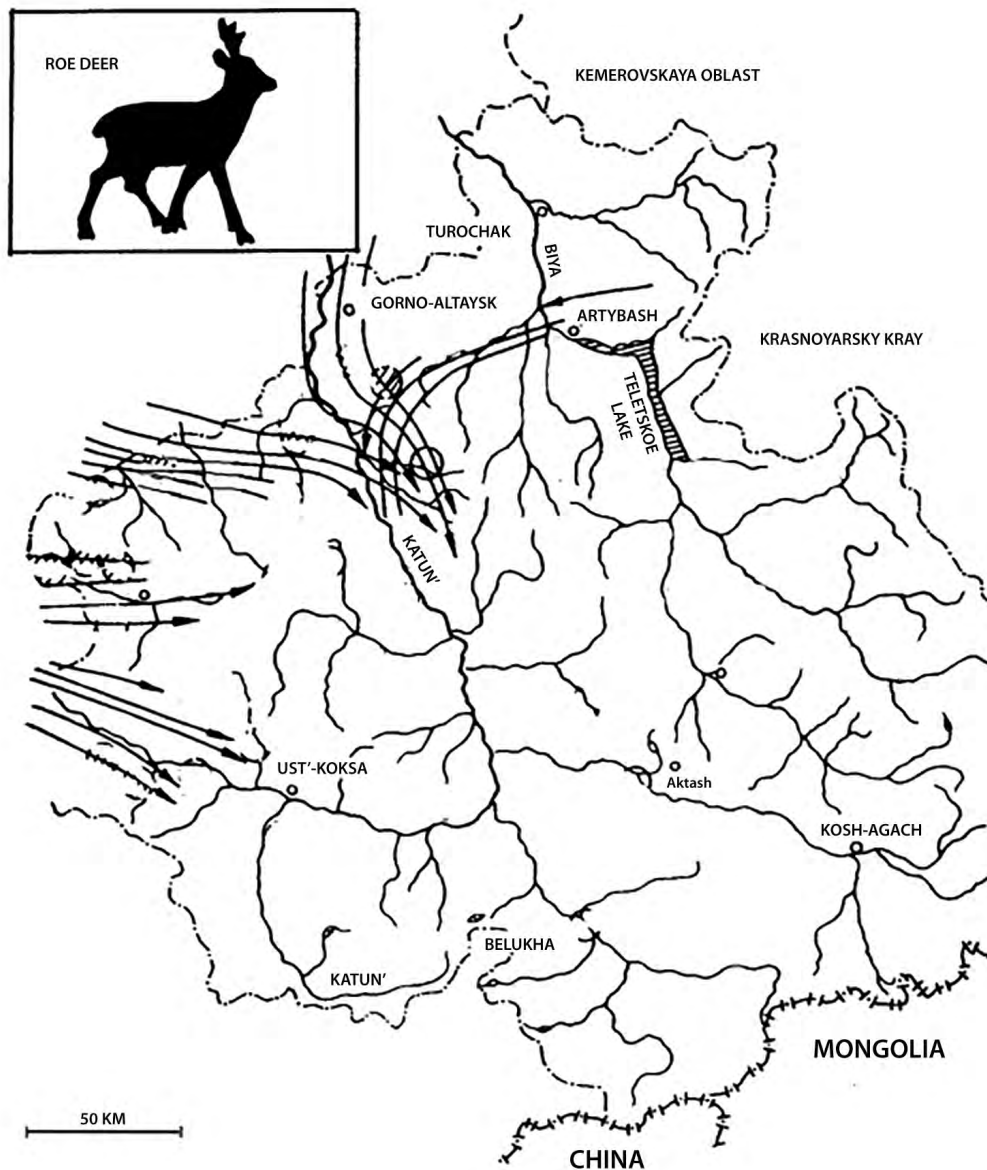 ROE DEER
KEMEROVSKAYA OBLAST
TUROCHAK
BIYA
GORNO-ALTAYSK
ARTYBASH
KRASNOYARSKY KRAY
TELETSKOE
LAKE
KATUN'
UST'-KOKSA
Aktash
KOSH-AGACH
BELUKHA
KATUN'
MONGOLIA
50 KM
CHINA